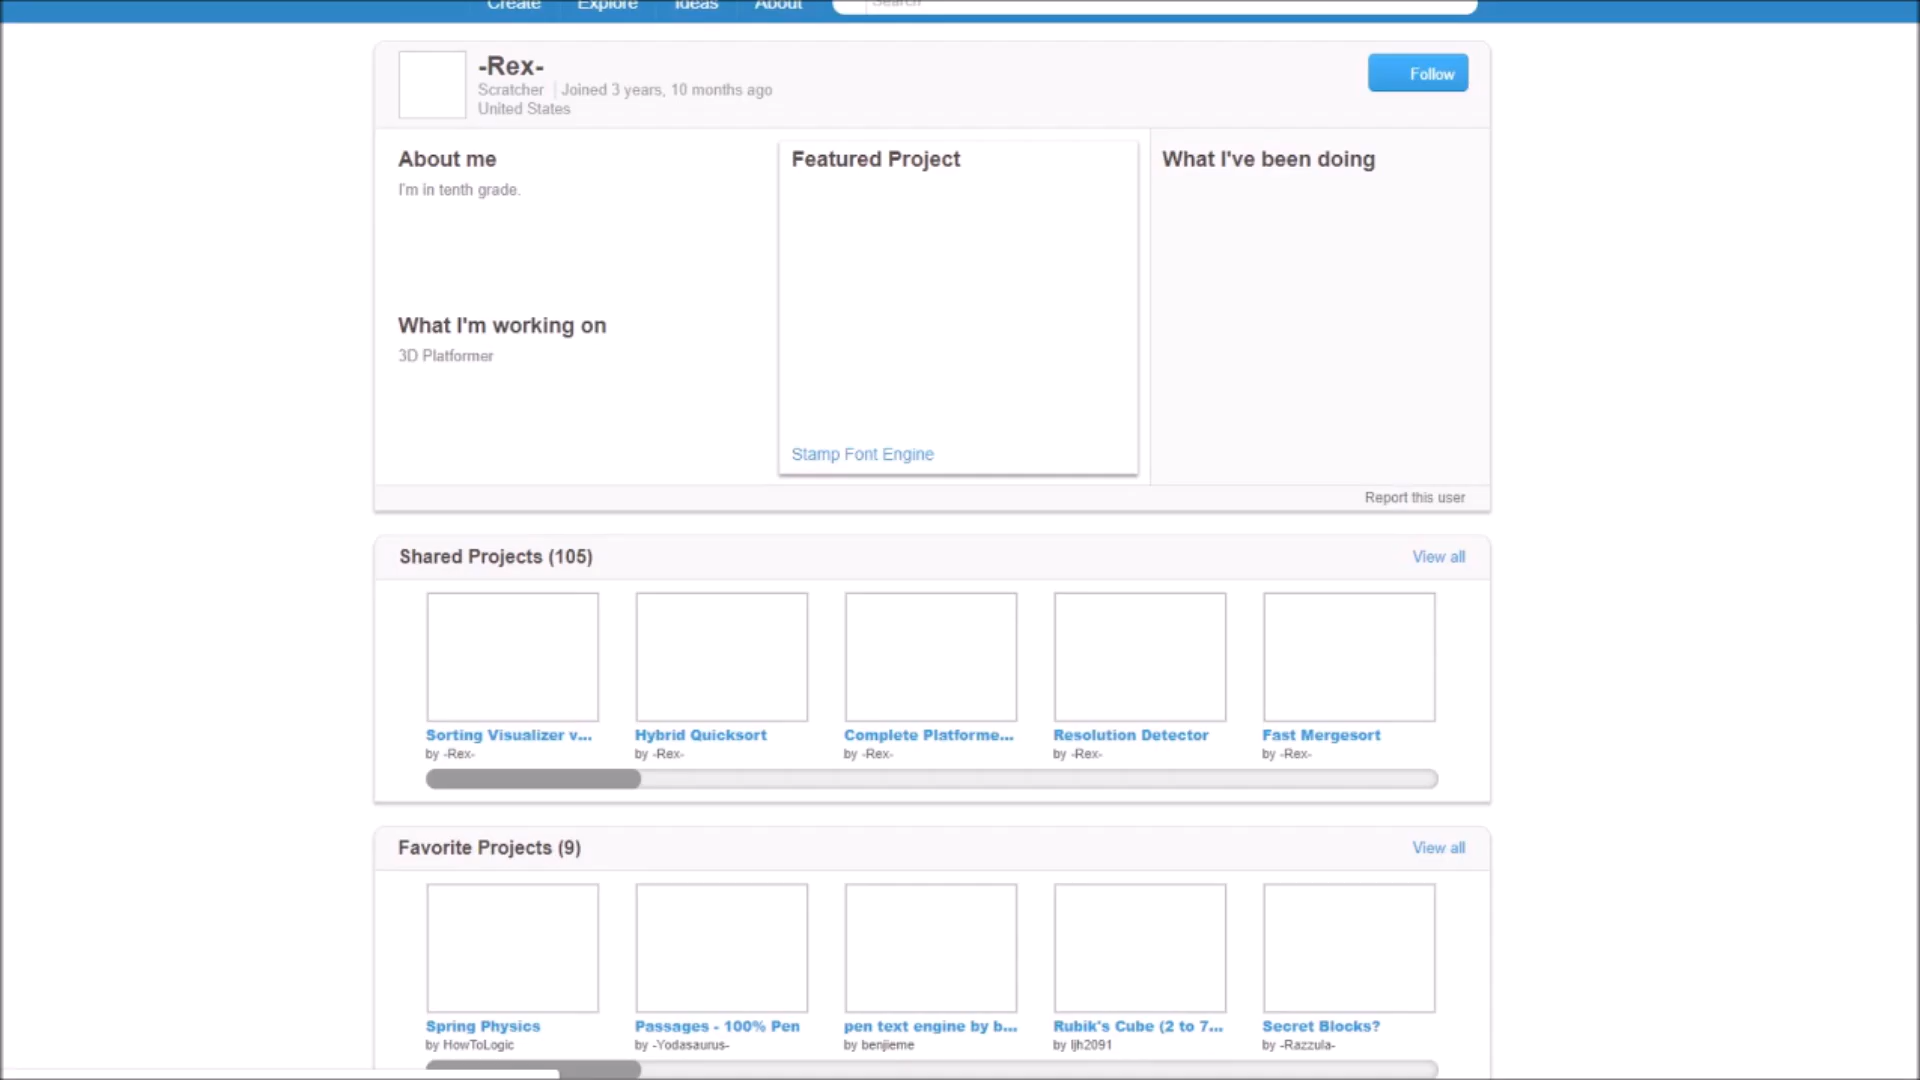 Create Explore Ideas About Search
-Rex-
Scratcher Joined 3 years, 10 months ago
United States
Follow
About me
I'm in tenth grade.
What I'm working on
3D Platformer
Featured Project
Stamp Font Engine
What I've been doing
Report this user
Shared Projects (105) View all
Sorting Visualizer v... Hybrid Quicksort Complete Platforme... Resolution Detector Fast Mergesort
by -Rex- by -Rex- by -Rex- by -Rex- by -Rex-
Favorite Projects (9) View all
Spring Physics Passages - 100% Pen pen text engine by b... Rubik's Cube (2 to 7... Secret Blocks?
by HowToLogic by -Yodasaurus- by benjieme by ljh2091 by -Razzula-